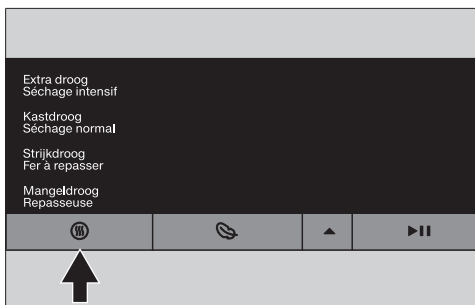 Extra droog
Séchage intensif
Kastdroog
Séchage normal
Strijkdroog
Fer à repasser
Mangeldroog
Repasseuse